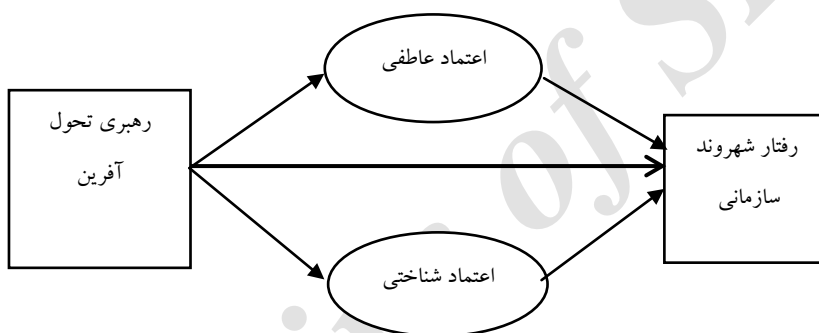 اعتماد عاطفی
رهبری تحول
آفرین
رفتار شهروند
سازمانی
اعتماد شناختی